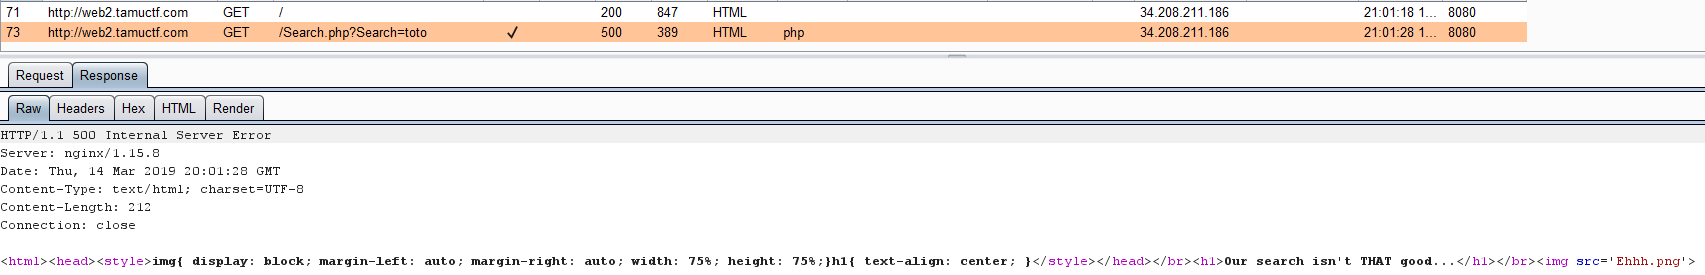 71 http://web2.tamuctf.com GET / 200 847 HTML 34.208.211.186 21:01:18 1... 8080
73 http://web2.tamuctf.com GET /Search.php?Search=toto ✓ 500 389 HTML php 34.208.211.186 21:01:28 1... 8080
Request Response
Raw Headers Hex HTML Render
HTTP/1.1 500 Internal Server Error
Server: nginx/1.15.8
Date: Thu, 14 Mar 2019 20:01:28 GMT
Content-Type: text/html; charset=UTF-8
Content-Length: 212
Connection: close
<html><head><style>img{ display: block; margin-left: auto; margin-right: auto; width: 75%; height: 75%;}h1{ text-align: center; }</style></head></br><h1>Our search isn't THAT good...</h1></br><img src='Ehhh.png'>